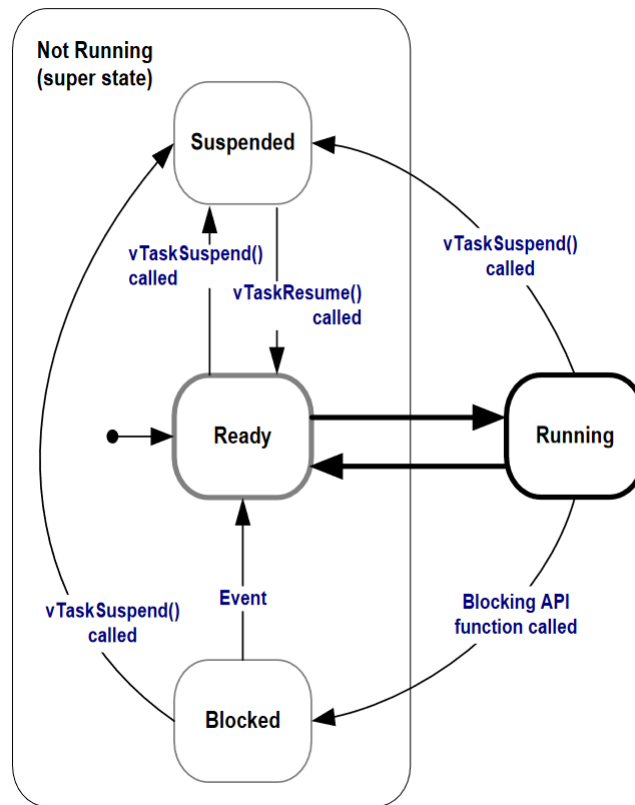 Not Running
(super state)
Suspended
vTaskSuspend()
called
vTaskResume()
called
vTaskSuspend()
called
Ready
Running
vTaskSuspend()
called
Event
Blocking API
function called
Blocked